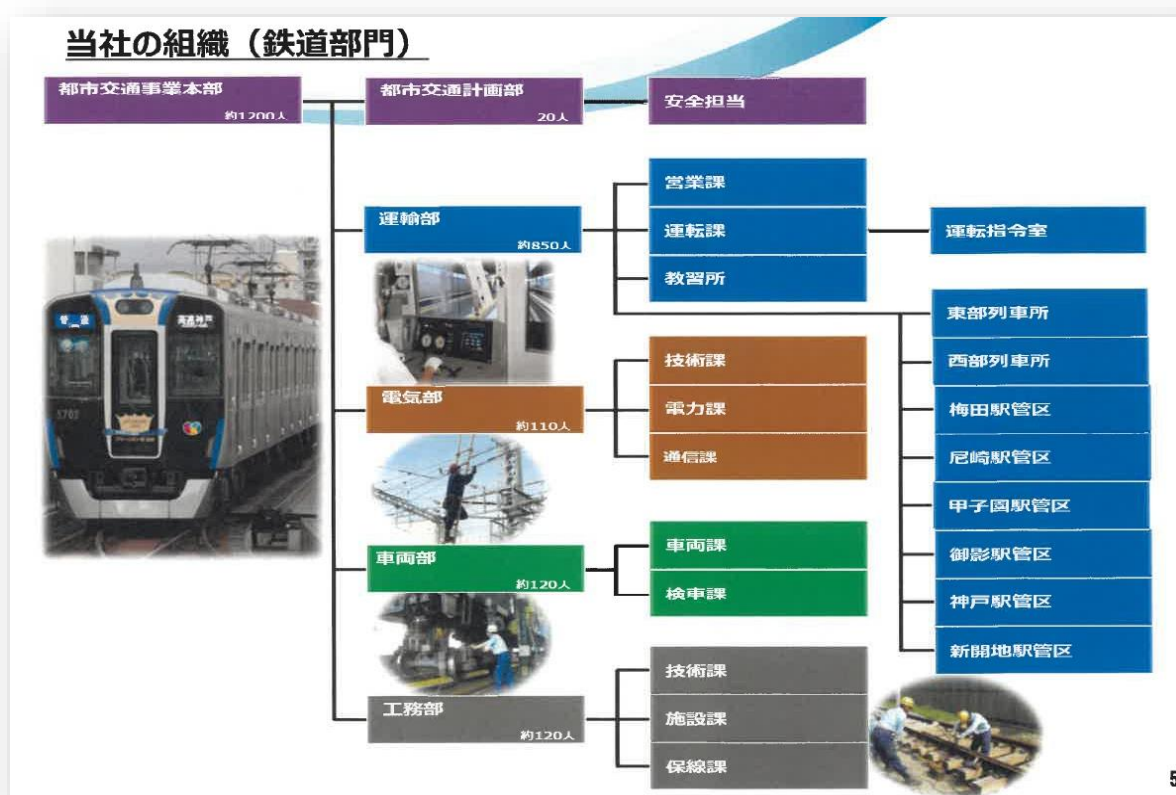 当社の組織（鉄道部門）
都市交通事業本部
約1200人
都市交通計画部
20人
安全担当
運輸部
約850人
営業課
運転課
教習所
運転指令室
東部列車所
西部列車所
梅田駅管区
尼崎駅管区
甲子園駅管区
御影駅管区
神戸駅管区
新開地駅管区
電気部
約110人
技術課
電力課
通信課
車両部
約120人
車両課
検車課
工務部
約120人
技術課
施設課
保線課
高速神戸
5